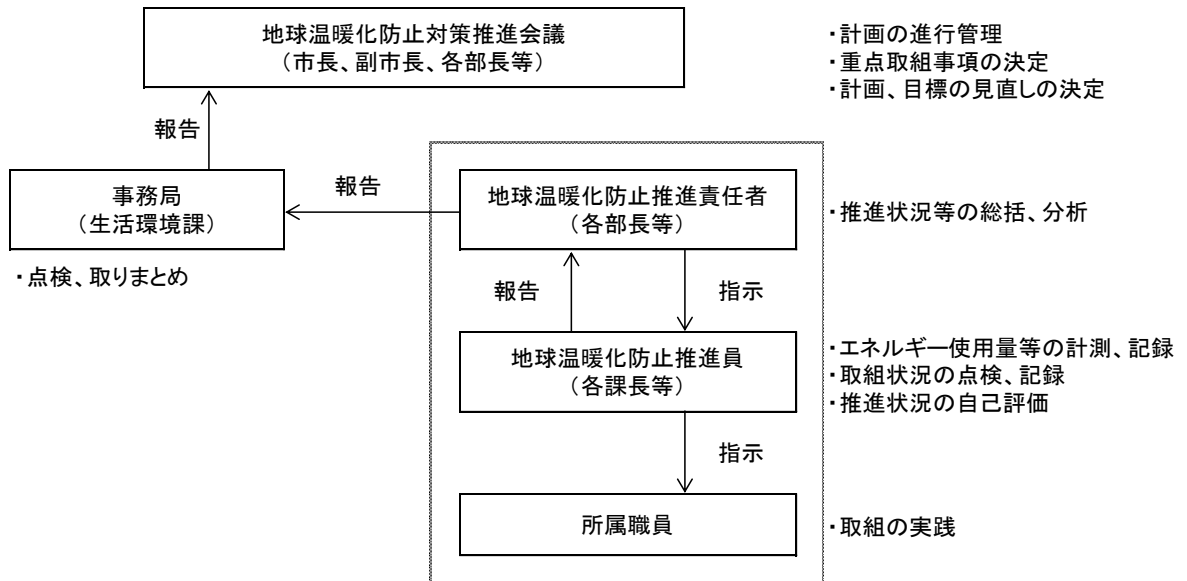 地球温暖化防止対策推進会議
(市長、副市長、各部長等)
・計画の進行管理
・重点取組事項の決定
・計画、目標の見直しの決定
報告
事務局
(生活環境課)
・点検、取りまとめ
報告
地球温暖化防止推進責任者
(各部長等)
・推進状況等の総括、分析
報告
指示
地球温暖化防止推進員
(各課長等)
・エネルギー使用量等の計測、記録
・取組状況の点検、記録
・推進状況の自己評価
指示
所属職員
・取組の実践